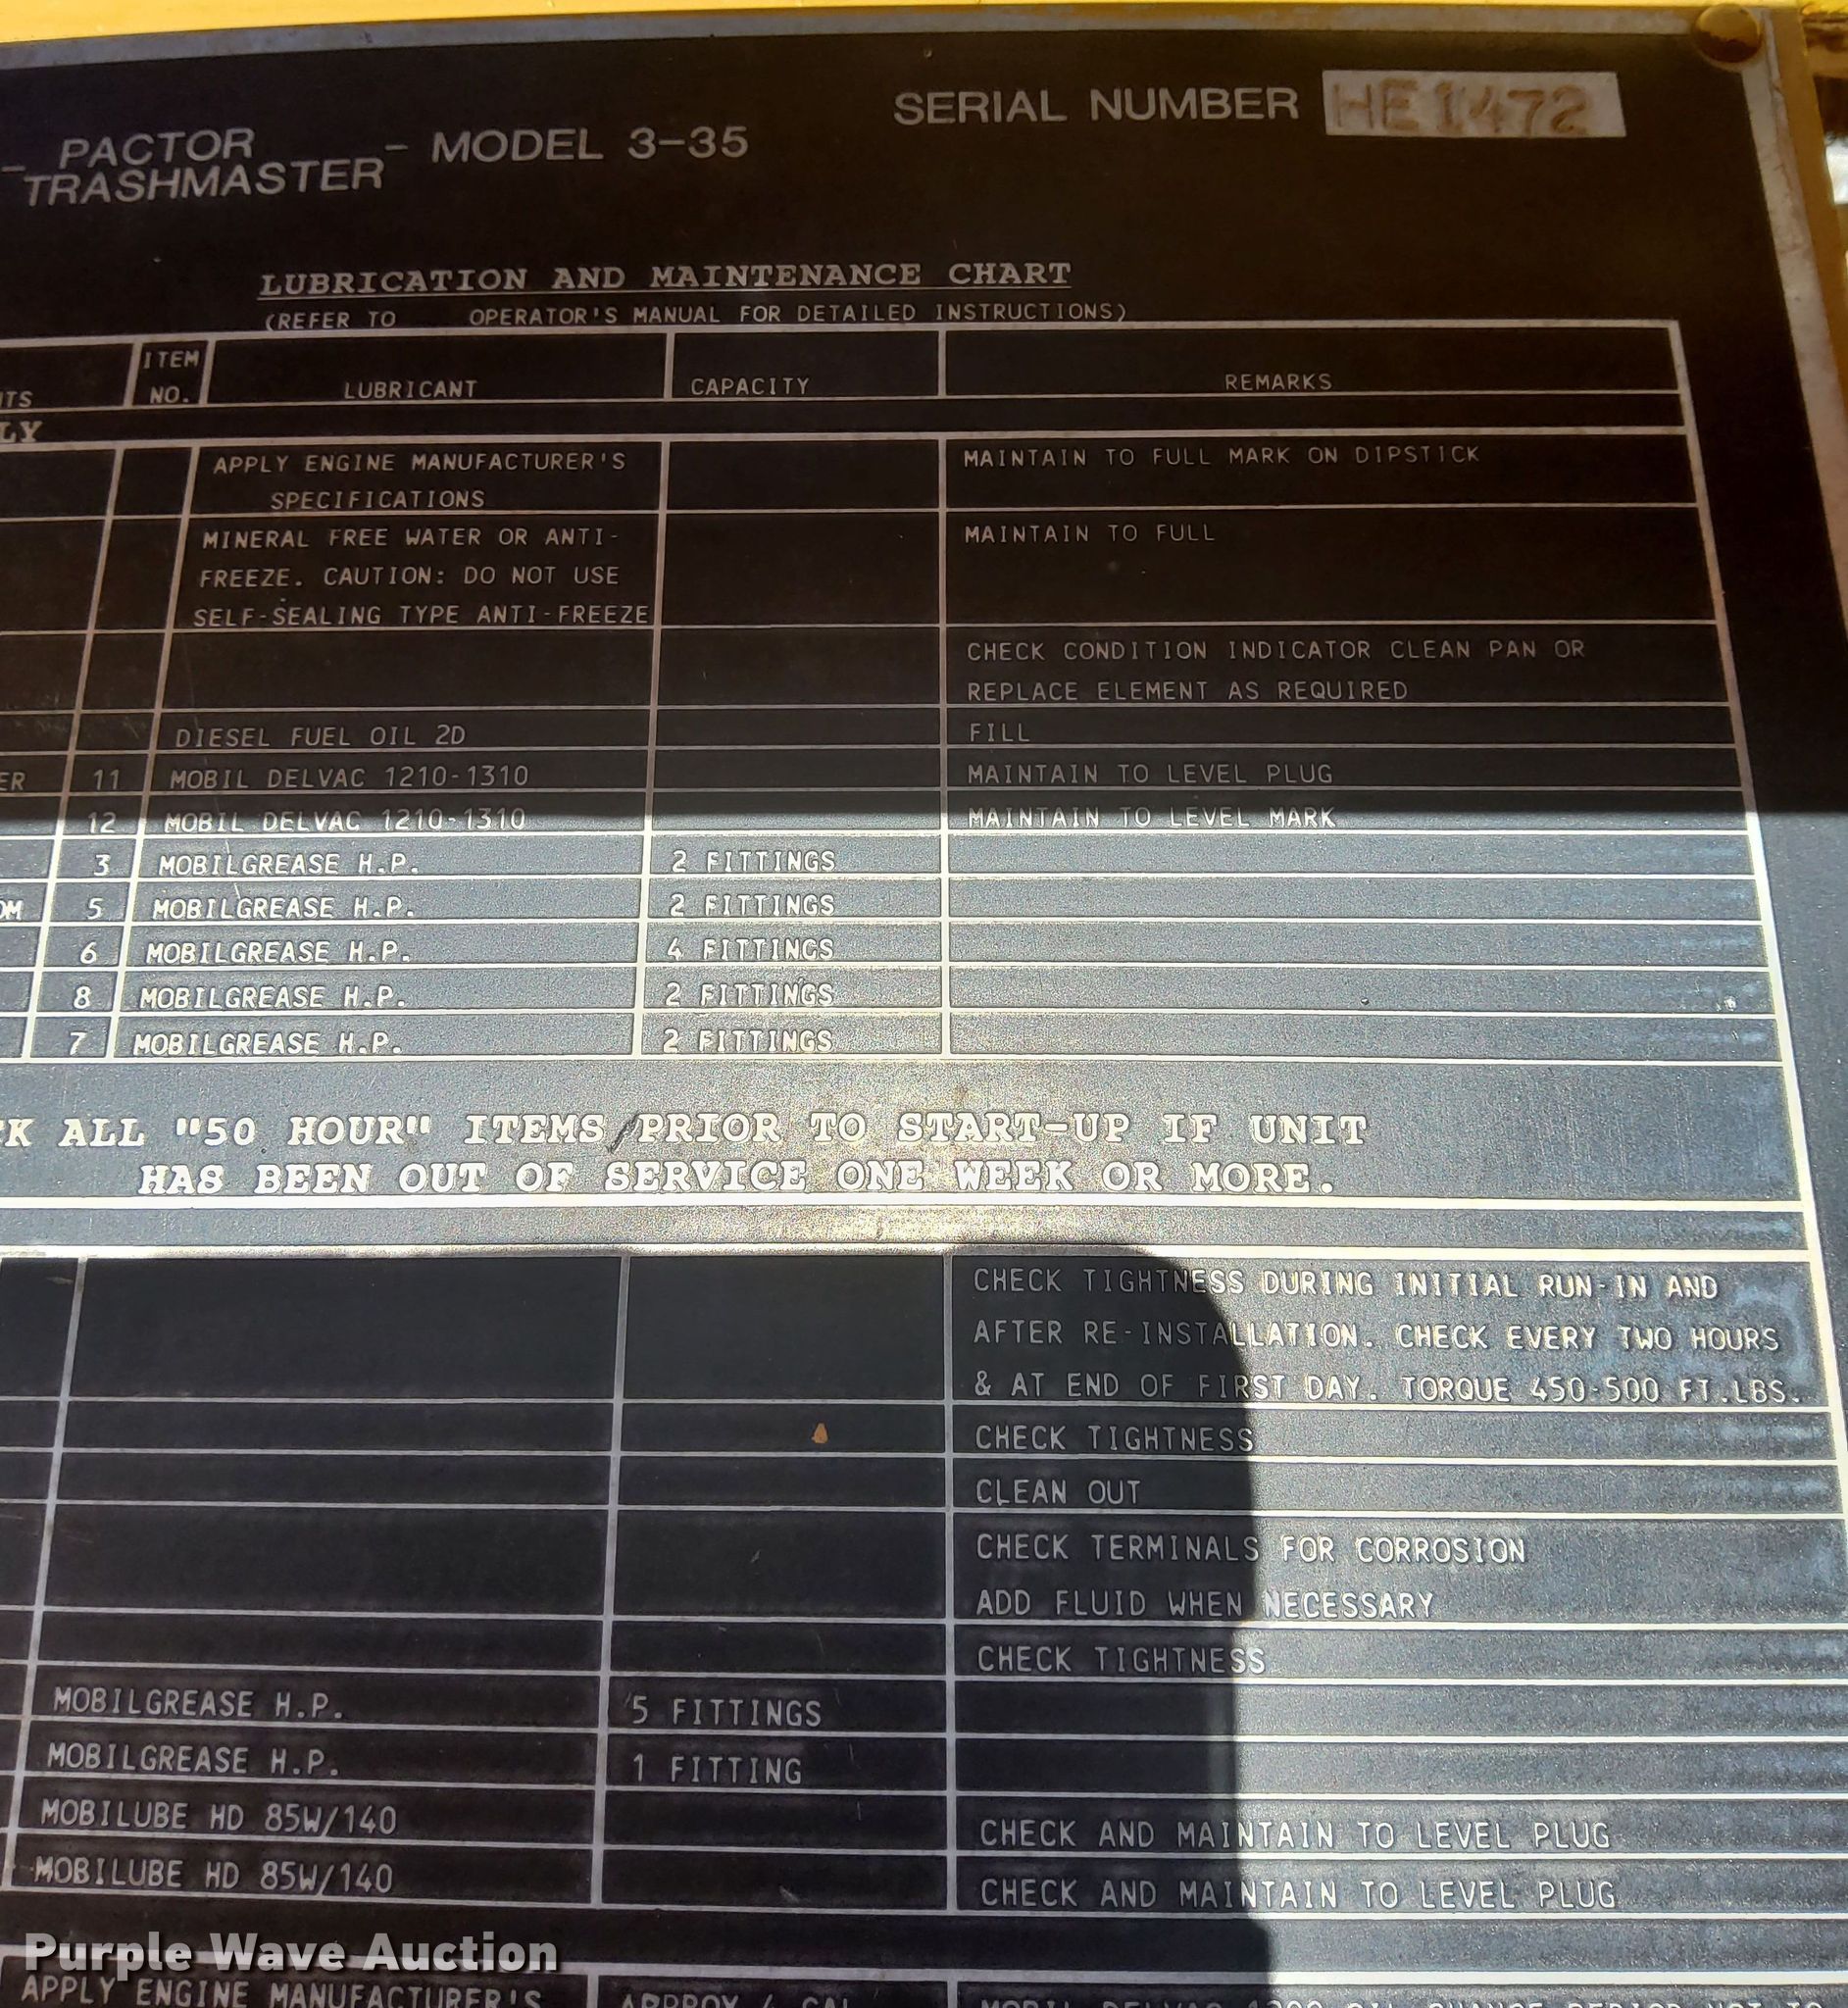 SERIAL NUMBER HE1472
- PACTOR - MODEL 3-35
TRASHMASTER
LUBRICATION AND MAINTENANCE CHART
(REFER TO OPERATOR'S MANUAL FOR DETAILED INSTRUCTIONS)
ITEM
NO. LUBRICANT CAPACITY REMARKS
APPLY ENGINE MANUFACTURER'S MAINTAIN TO FULL MARK ON DIPSTICK
SPECIFICATIONS
MINERAL FREE WATER OR ANTI- MAINTAIN TO FULL
FREEZE. CAUTION: DO NOT USE
SELF-SEALING TYPE ANTI-FREEZE
CHECK CONDITION INDICATOR CLEAN PAN OR
REPLACE ELEMENT AS REQUIRED
DIESEL FUEL OIL 2D FILL
ER 11 MOBIL DELVAC 1210-1310 MAINTAIN TO LEVEL PLUG
12 MOBIL DELVAC 1210-1310 MAINTAIN TO LEVEL MARK
3 MOBILGREASE H.P. 2 FITTINGS
OM 5 MOBILGREASE H.P. 2 FITTINGS
6 MOBILGREASE H.P. 4 FITTINGS
8 MOBILGREASE H.P. 2 FITTINGS
7 MOBILGREASE H.P. 2 FITTINGS
CK ALL "50 HOUR" ITEMS PRIOR TO START-UP IF UNIT
HAS BEEN OUT OF SERVICE ONE WEEK OR MORE.
CHECK TIGHTNESS DURING INITIAL RUN-IN AND
AFTER RE-INSTALLATION. CHECK EVERY TWO HOURS
& AT END OF FIRST DAY. TORQUE 450-500 FT.LBS.
CHECK TIGHTNESS
CLEAN OUT
CHECK TERMINALS FOR CORROSION
ADD FLUID WHEN NECESSARY
CHECK TIGHTNESS
MOBILGREASE H.P. 5 FITTINGS
MOBILGREASE H.P. 1 FITTING
MOBILUBE HD 85W/140 CHECK AND MAINTAIN TO LEVEL PLUG
MOBILUBE HD 85W/140 CHECK AND MAINTAIN TO LEVEL PLUG
Purple Wave Auction
APPLY ENGINE MANUFACTURER'S APPROX